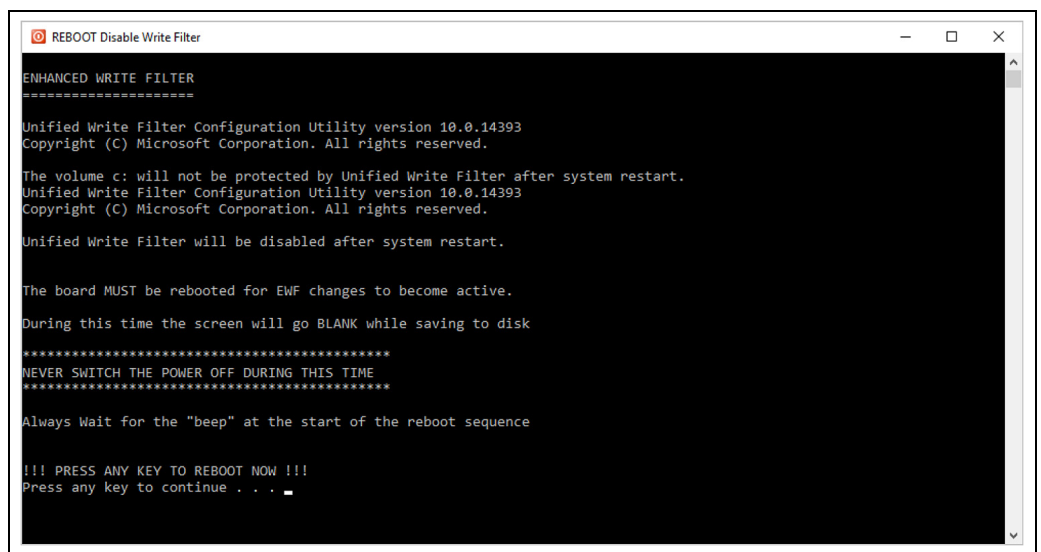 REBOOT Disable Write Filter
ENHANCED WRITE FILTER
=====================
Unified Write Filter Configuration Utility version 10.0.14393
Copyright (C) Microsoft Corporation. All rights reserved.
The volume c: will not be protected by Unified Write Filter after system restart.
Unified Write Filter Configuration Utility version 10.0.14393
Copyright (C) Microsoft Corporation. All rights reserved.
Unified Write Filter will be disabled after system restart.
The board MUST be rebooted for EWF changes to become active.
During this time the screen will go BLANK while saving to disk
*********************************************
NEVER SWITCH THE POWER OFF DURING THIS TIME
*********************************************
Always Wait for the "beep" at the start of the reboot sequence
!!! PRESS ANY KEY TO REBOOT NOW !!!
Press any key to continue . . .